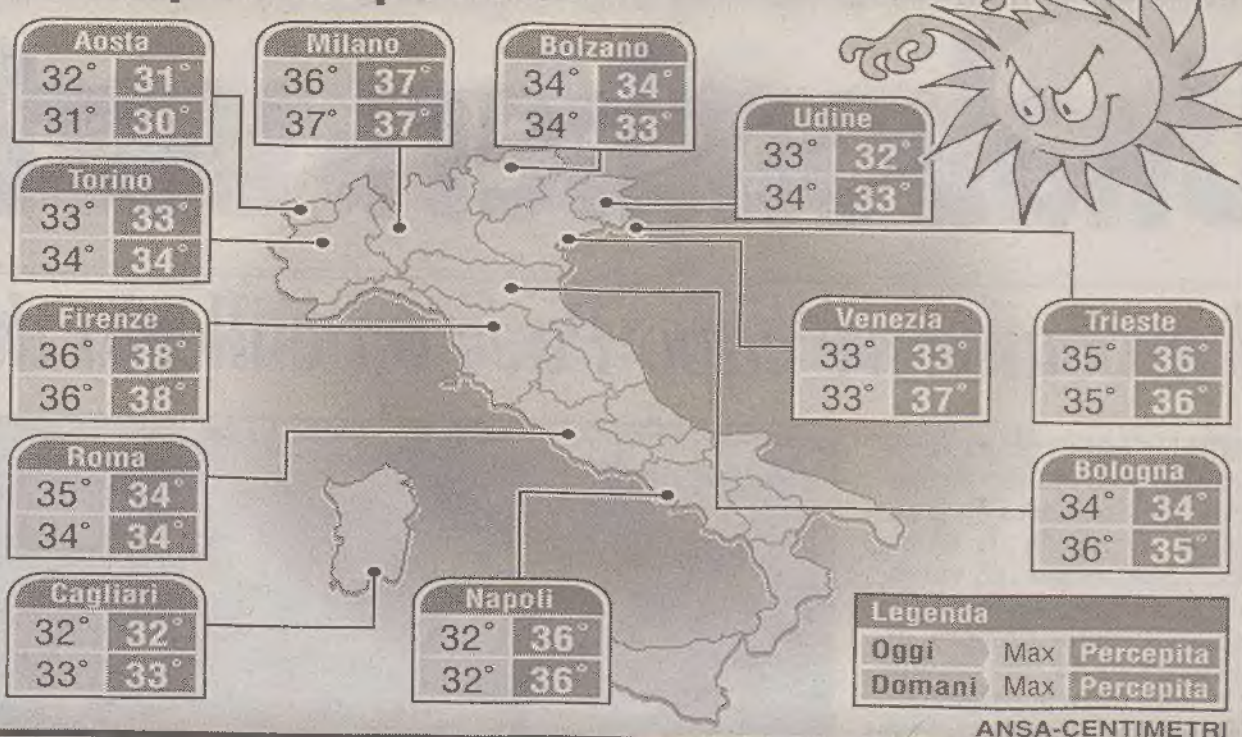 Aosta
32° 31°
31° 30°
Milano
36° 37°
37° 37°
Bolzano
34° 34°
34° 33°
Udine
33° 32°
34° 33°
Torino
33° 33°
34° 34°
Firenze
36° 38°
36° 38°
Venezia
33° 33°
33° 37°
Trieste
35° 36°
35° 36°
Roma
35° 34°
34° 34°
Bologna
34° 34°
36° 35°
Cagliari
32° 32°
33° 33°
Napoli
32° 36°
32° 36°
Legenda
Oggi Max Percepita
Domani Max Percepita
ANSA-CENTIMETRI